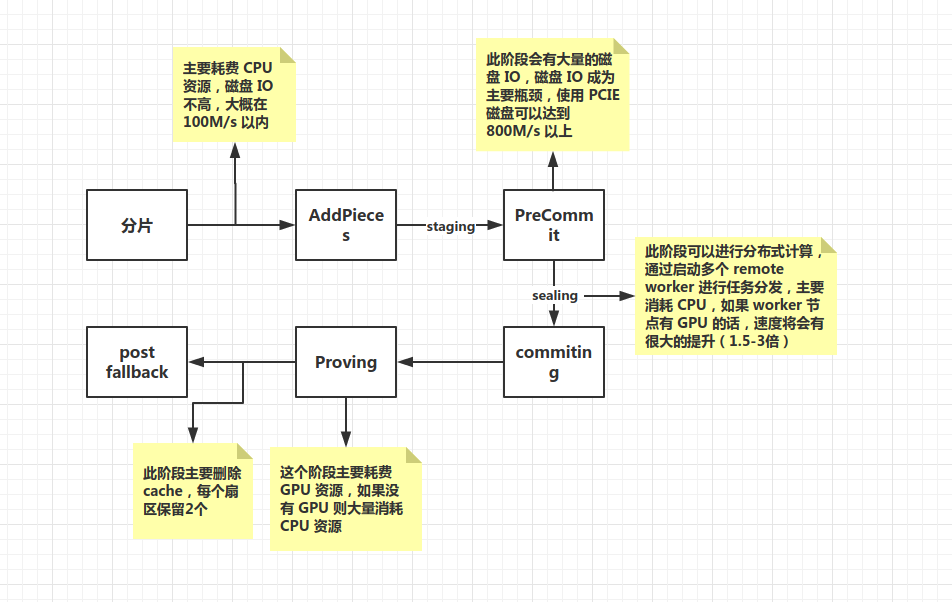 主要耗费 CPU
资源，磁盘 IO
不高，大概在
100M/s 以内
此阶段会有大量的磁
盘 IO，磁盘 IO 成为
主要瓶颈，使用 PCIE
磁盘可以达到
800M/s 以上
分片
AddPiece
s
staging
PreComm
it
此阶段可以进行分布式计算，
通过启动多个 remote
worker 进行任务分发，主要
消耗 CPU，如果 worker 节
点有 GPU 的话，速度将会有
很大的提升（1.5-3倍）
sealing
post
fallback
Proving
commitin
g
此阶段主要删除
cache，每个扇
区保留2个
这个阶段主要耗费
GPU 资源，如果没
有 GPU 则大量消耗
CPU 资源